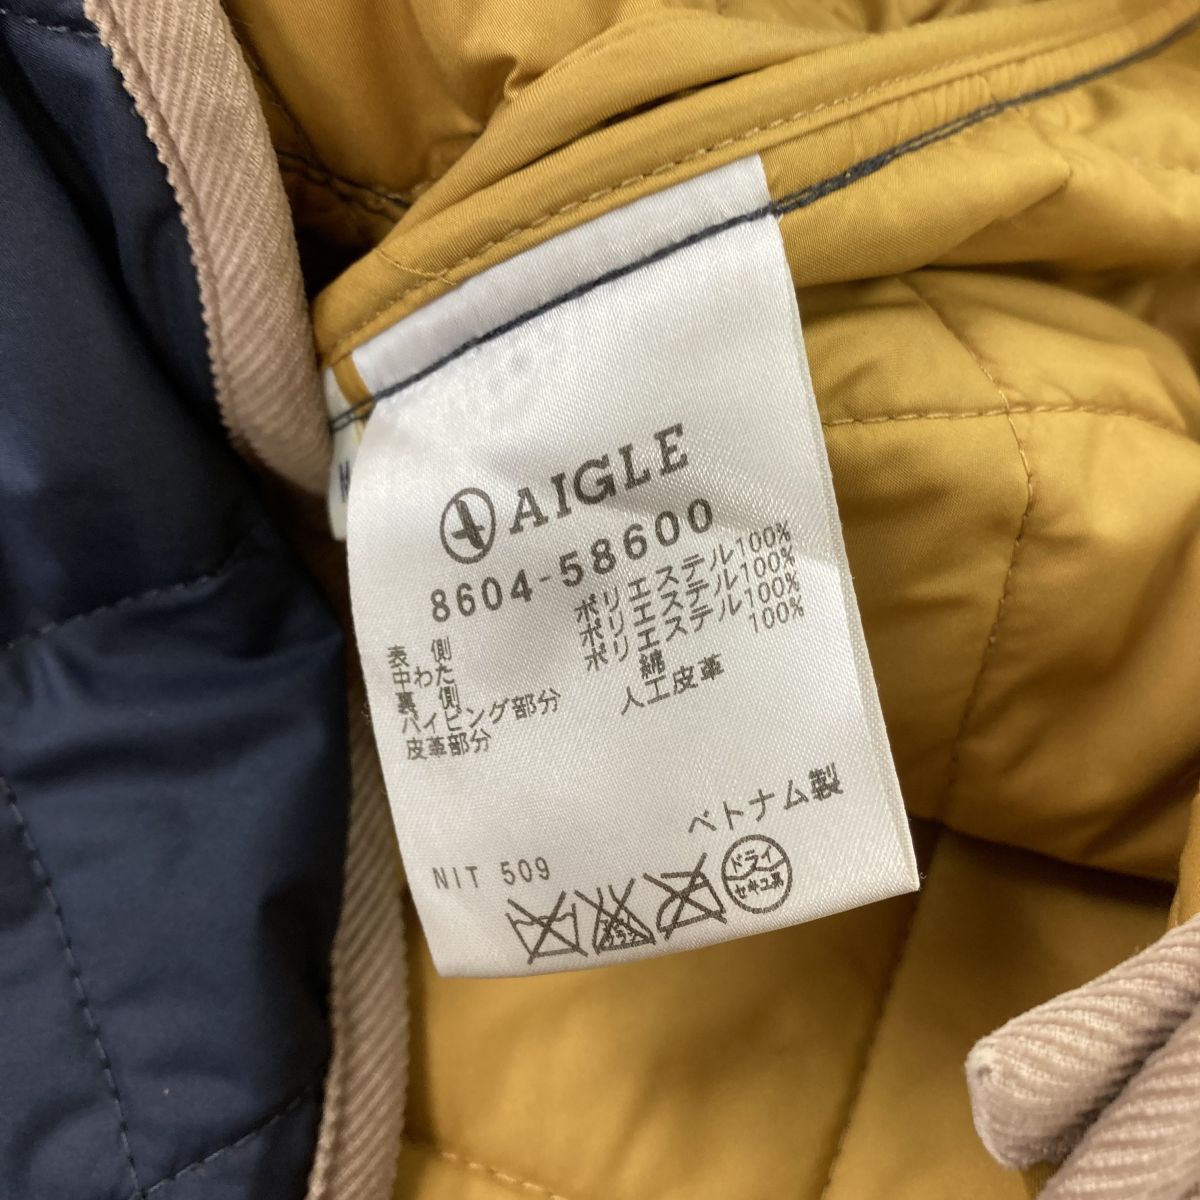 AIGLE
8604-58600
表 側 ポリエステル100%
中わた ポリエステル100%
裏 側 ポリエステル100%
パイピング部分 綿 100%
皮革部分 人工皮革
ベトナム製
NIT 509
ドライ
セキユ系